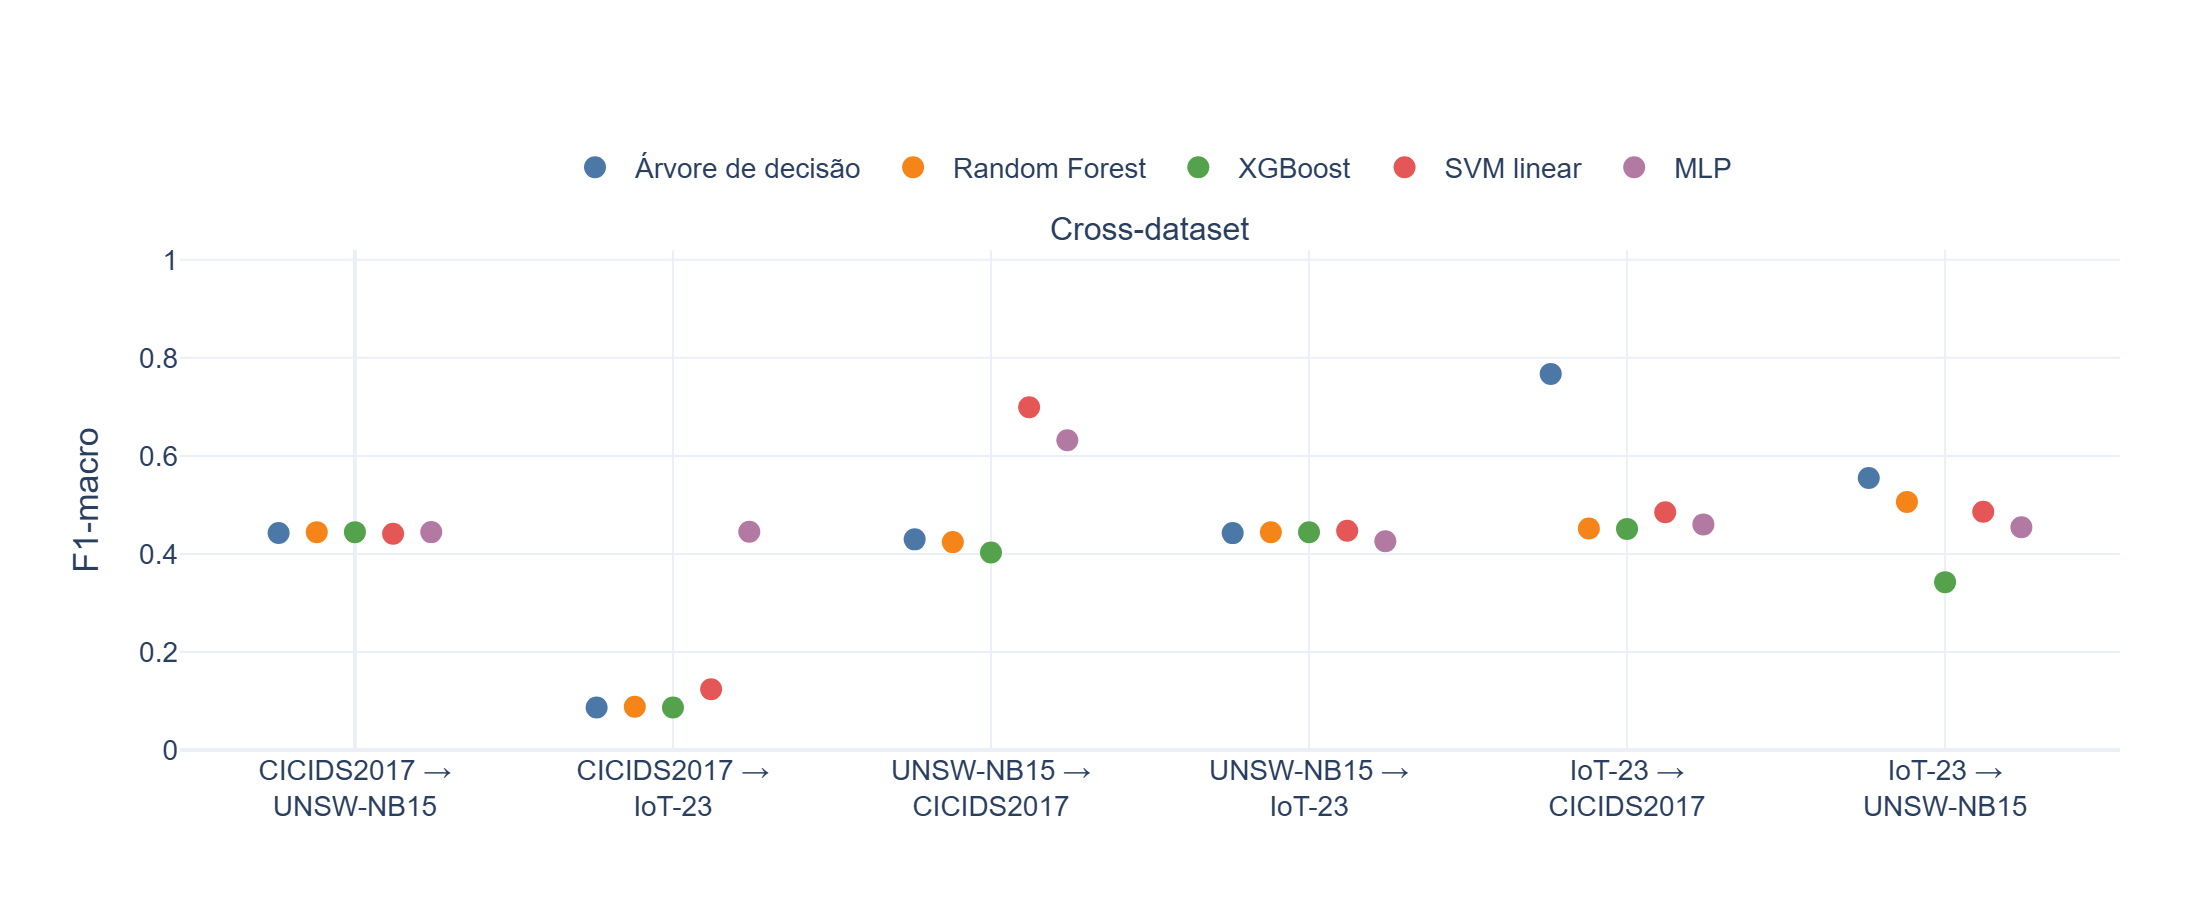 Árvore de decisão Random Forest XGBoost SVM linear MLP
Cross-dataset
F1-macro
1
0.8
0.6
0.4
0.2
0
CICIDS2017 → CICIDS2017 → UNSW-NB15 → UNSW-NB15 → IoT-23 → IoT-23 →
UNSW-NB15 IoT-23 CICIDS2017 IoT-23 CICIDS2017 UNSW-NB15